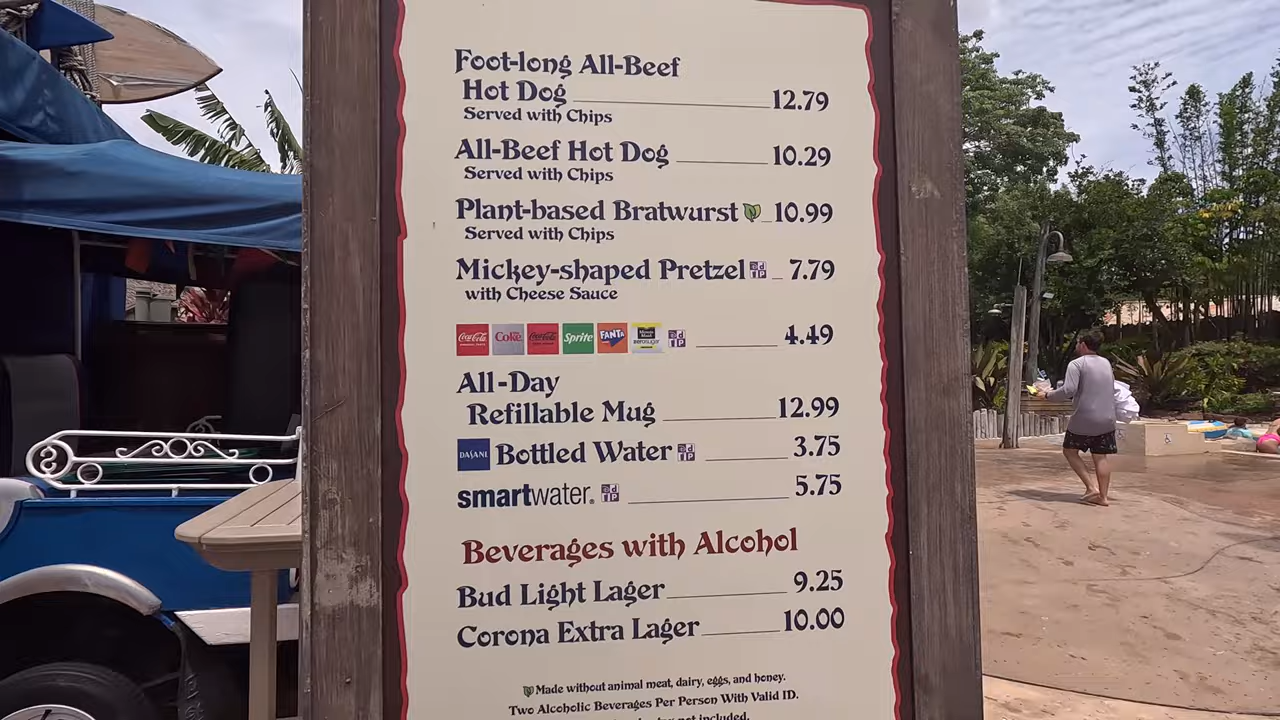 Foot-long All-Beef
Hot Dog 12.79
Served with Chips
All-Beef Hot Dog 10.29
Served with Chips
Plant-based Bratwurst 10.99
Served with Chips
Mickey-shaped Pretzel 7.79
with Cheese Sauce
Coca-Cola Coke Coca-Cola Sprite FANTA Minute Maid 4.49
All-Day
Refillable Mug 12.99
DASANI Bottled Water 3.75
smartwater. 5.75
Beverages with Alcohol
Bud Light Lager 9.25
Corona Extra Lager 10.00
Made without animal meat, dairy, eggs, and honey.
Two Alcoholic Beverages Per Person With Valid ID.
not included.